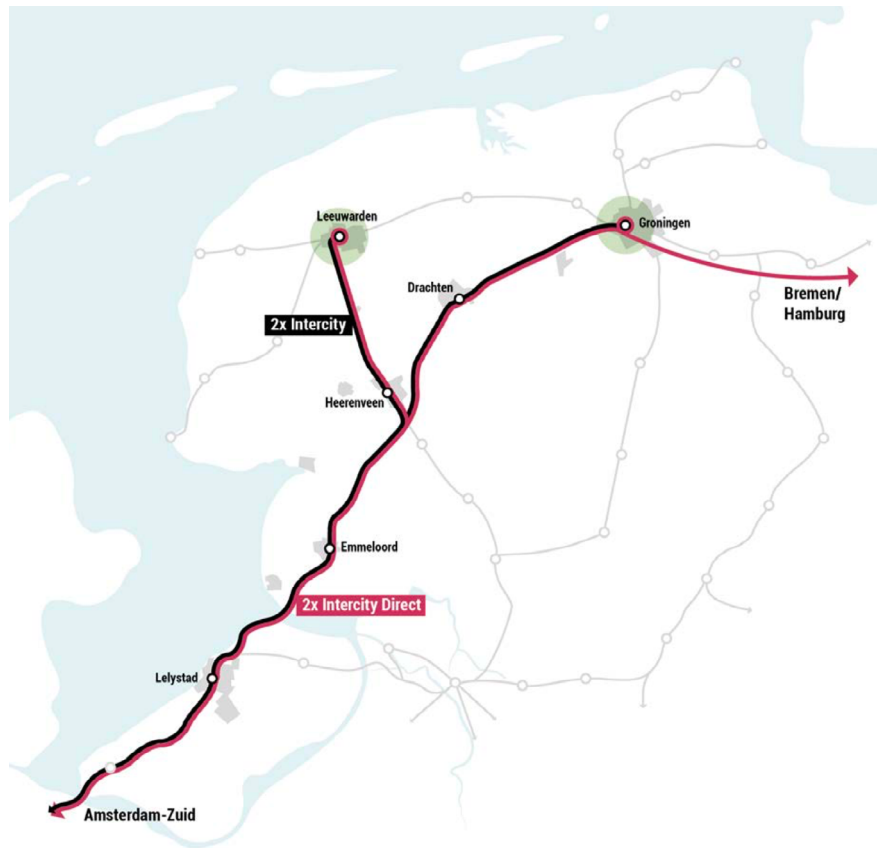 Leeuwarden
Groningen
Drachten
Bremen/
Hamburg
2x Intercity
Heerenveen
Emmeloord
2x Intercity Direct
Lelystad
Amsterdam-Zuid